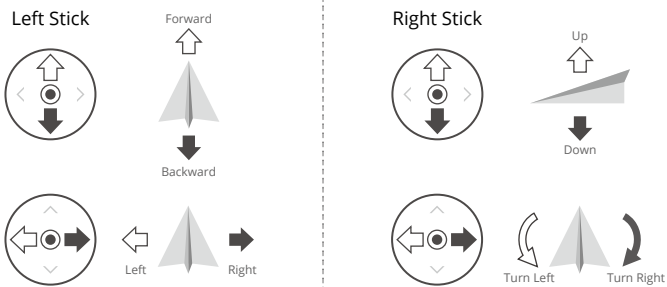 Left Stick
Forward
Backward
Left
Right
Right Stick
Up
Down
Turn Left
Turn Right